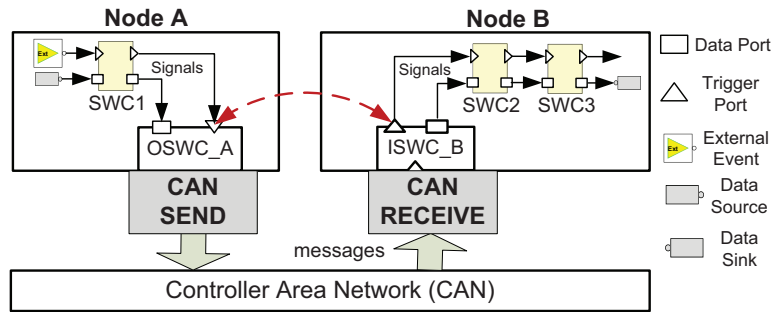 Node A
Node B
Ext
Signals
SWC1
OSWC_A
CAN
SEND
Signals
SWC2
SWC3
ISWC_B
CAN
RECEIVE
messages
Controller Area Network (CAN)
Data Port
Trigger
Port
Ext
External
Event
Data
Source
Data
Sink